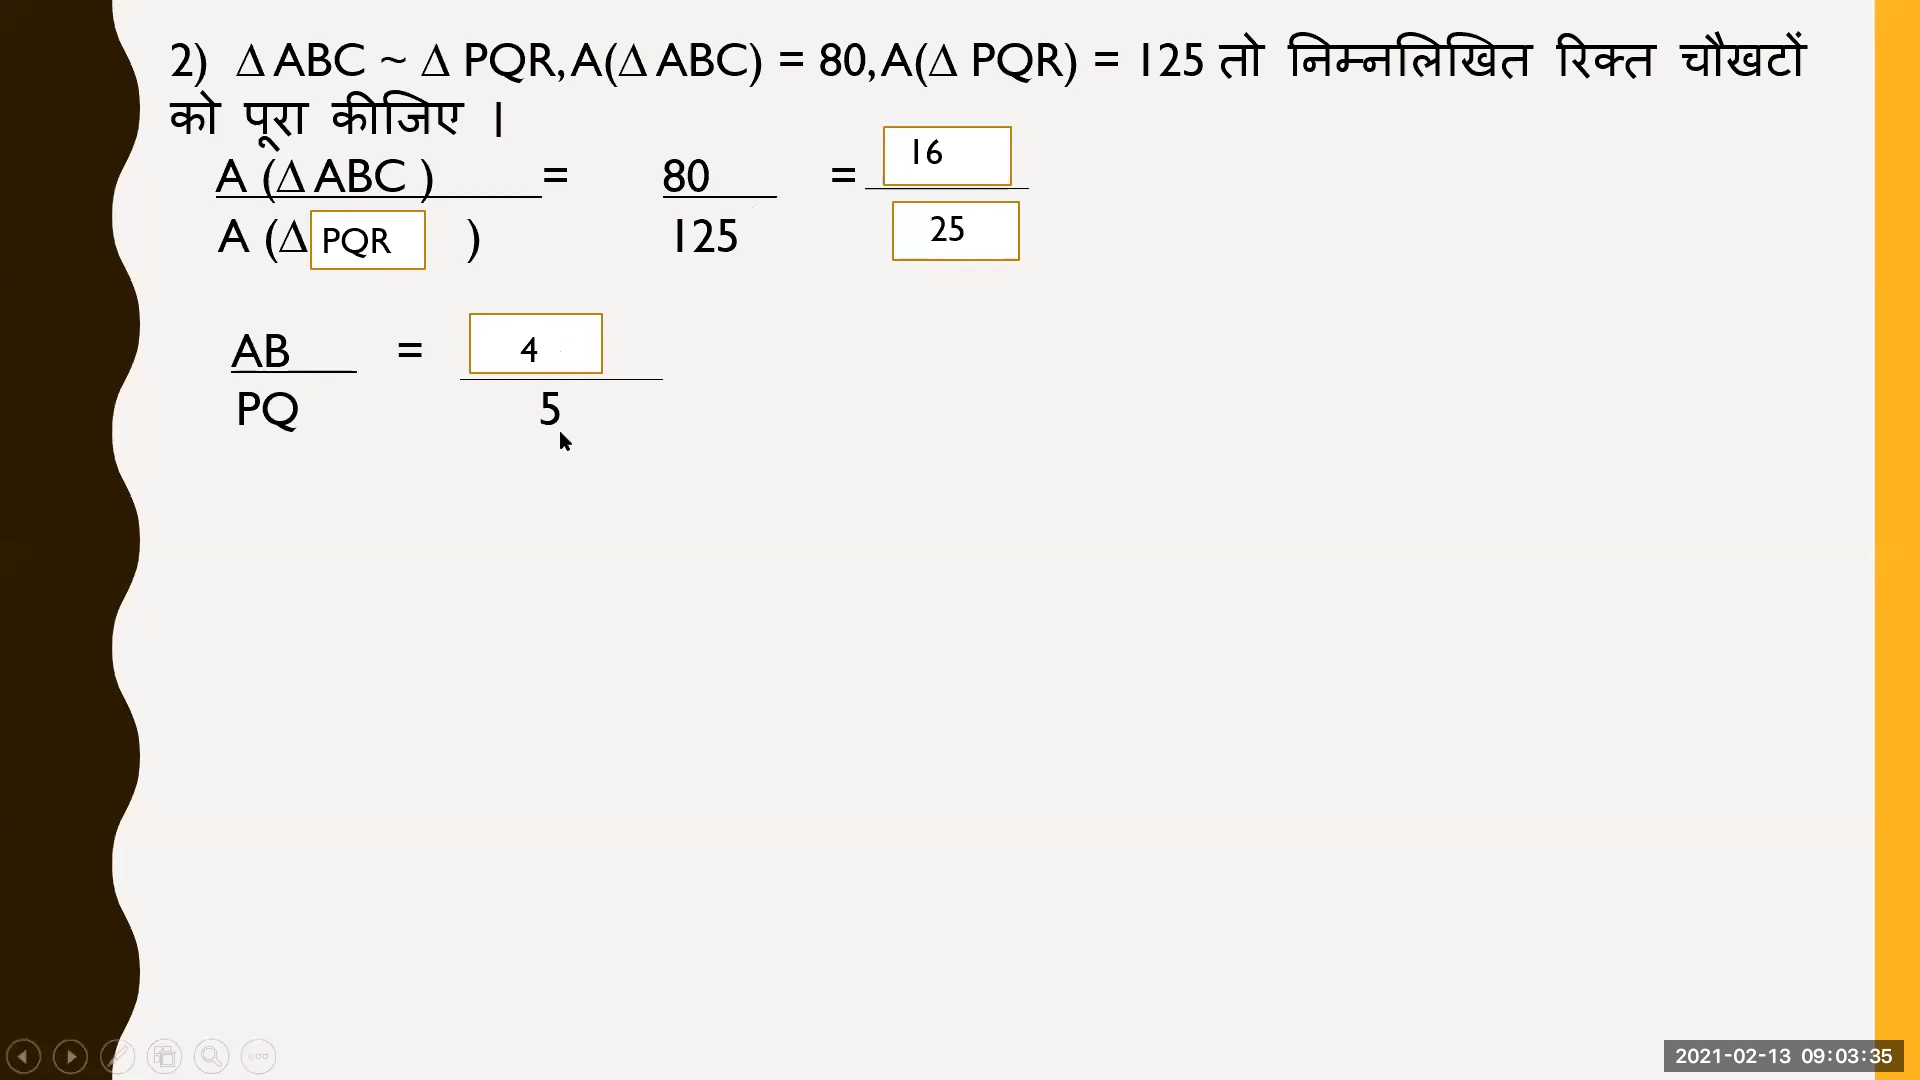 2) ∆ ABC ~ ∆ PQR, A(∆ ABC) = 80, A(∆ PQR) = 125 तो निम्नलिखित रिक्त चौखटों
को पूरा कीजिए ।
A (∆ ABC ) = 80 = 16
A (∆ PQR ) 125 25
AB = 4
PQ 5
2021-02-13 09:03:35